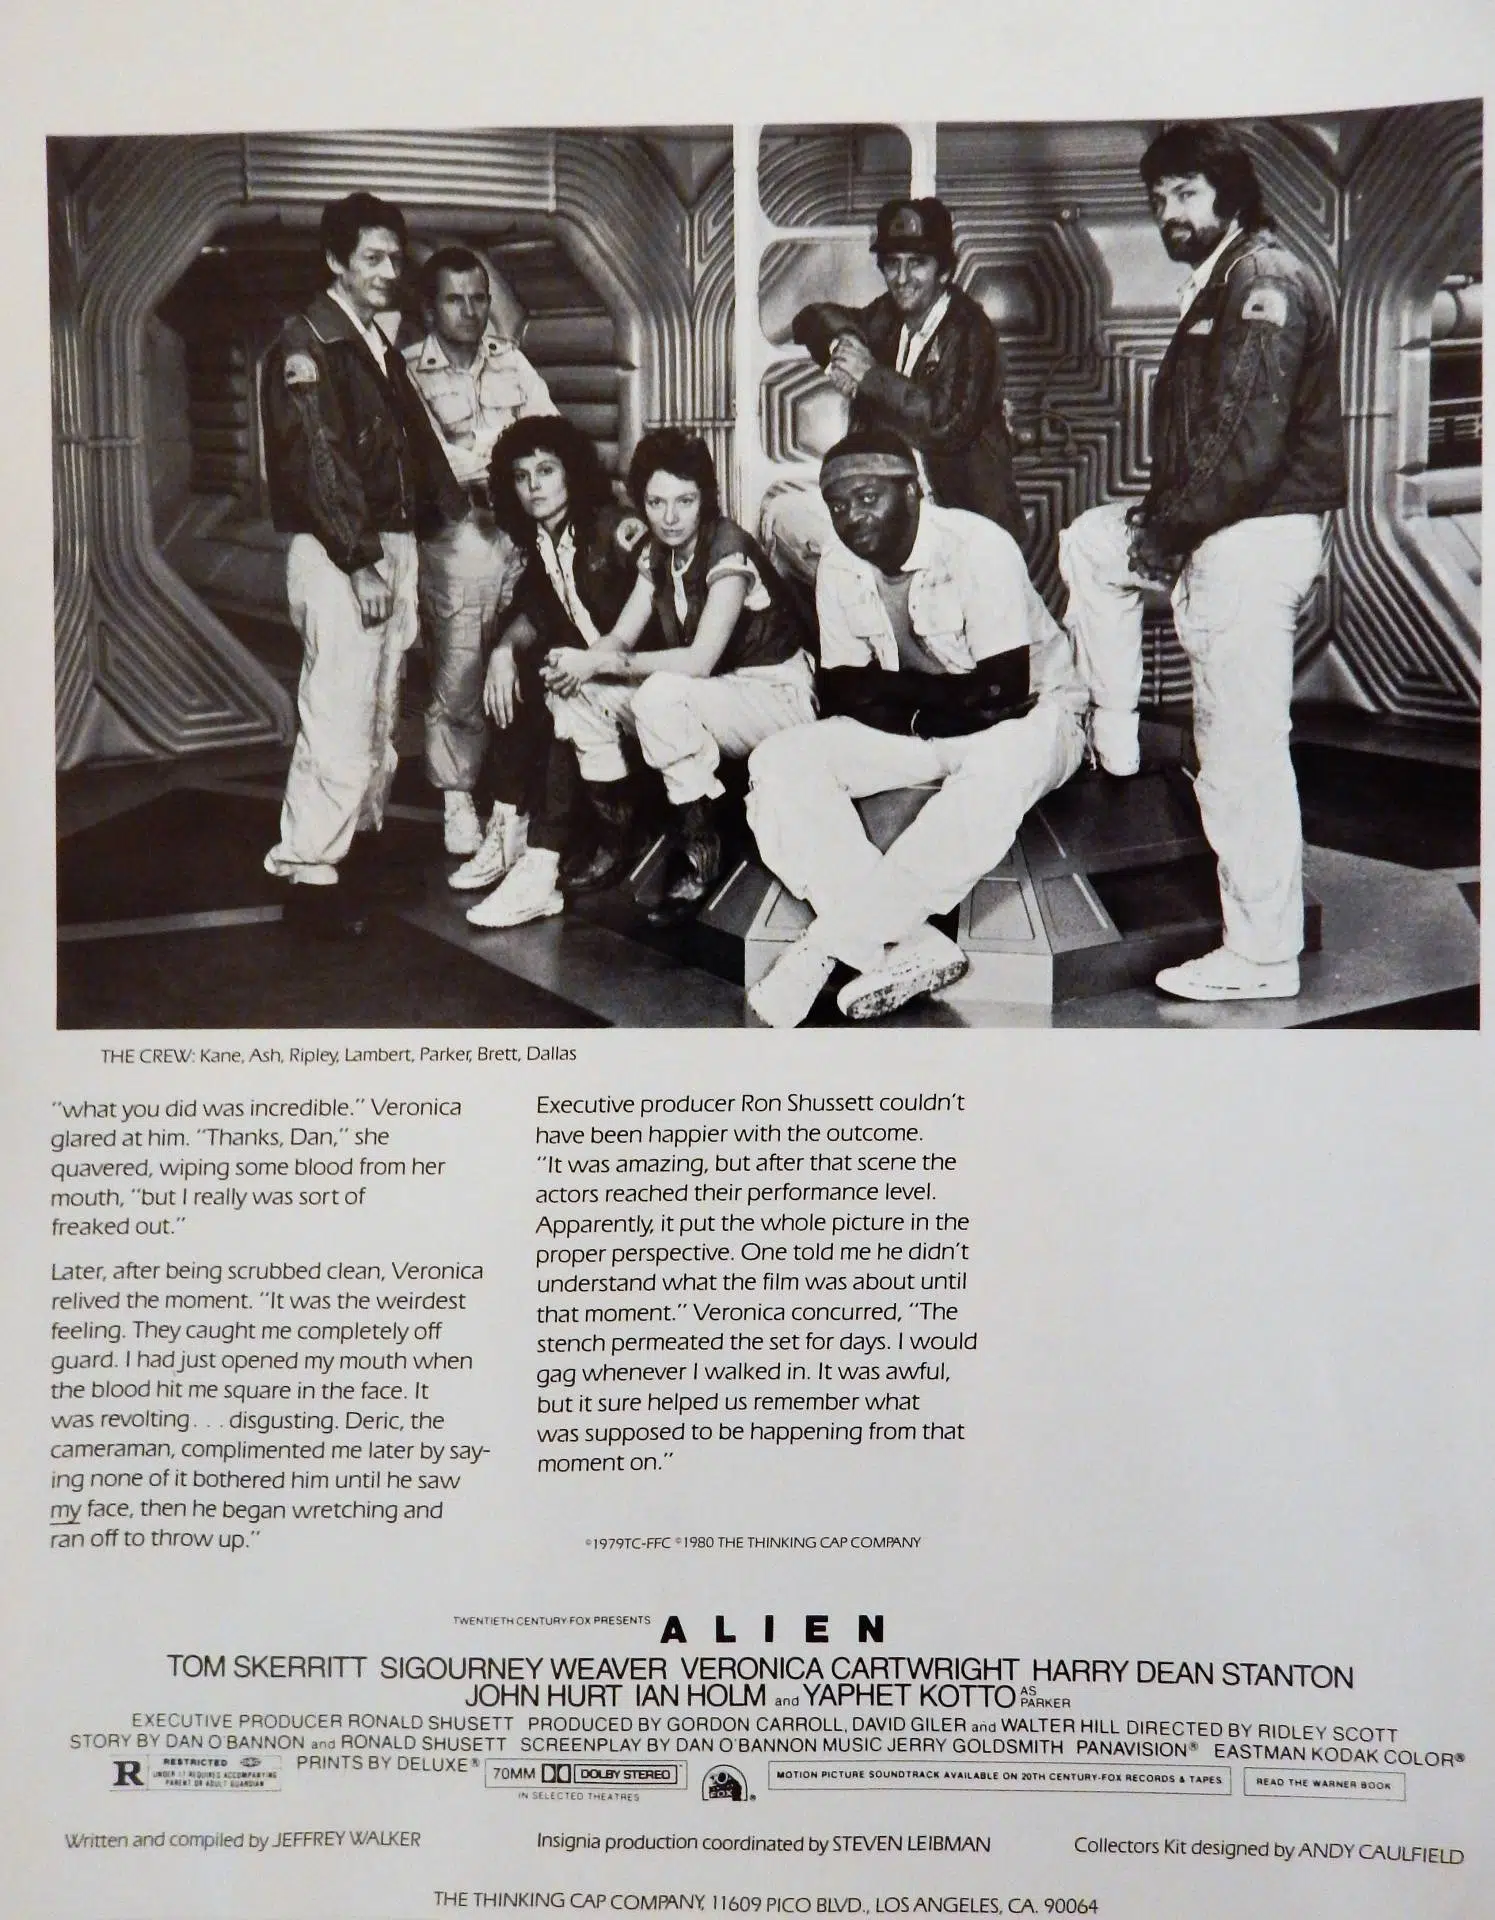 THE CREW: Kane, Ash, Ripley, Lambert, Parker, Brett, Dallas
"what you did was incredible." Veronica
glared at him. "Thanks, Dan," she
quavered, wiping some blood from her
mouth, "but I really was sort of
freaked out."
Later, after being scrubbed clean, Veronica
relived the moment. "It was the weirdest
feeling. They caught me completely off
guard. I had just opened my mouth when
the blood hit me square in the face. It
was revolting. . . disgusting. Deric, the
cameraman, complimented me later by say-
ing none of it bothered him until he saw
my face, then he began wretching and
ran off to throw up."
Executive producer Ron Shussett couldn't
have been happier with the outcome.
"It was amazing, but after that scene the
actors reached their performance level.
Apparently, it put the whole picture in the
proper perspective. One told me he didn't
understand what the film was about until
that moment." Veronica concurred, "The
stench permeated the set for days. I would
gag whenever I walked in. It was awful,
but it sure helped us remember what
was supposed to be happening from that
moment on."
©1979TC-FFC ©1980 THE THINKING CAP COMPANY
TWENTIETH CENTURY-FOX PRESENTS ALIEN
TOM SKERRITT SIGOURNEY WEAVER VERONICA CARTWRIGHT HARRY DEAN STANTON
JOHN HURT IAN HOLM and YAPHET KOTTO AS PARKER
EXECUTIVE PRODUCER RONALD SHUSETT PRODUCED BY GORDON CARROLL, DAVID GILER and WALTER HILL DIRECTED BY RIDLEY SCOTT
STORY BY DAN O'BANNON and RONALD SHUSETT SCREENPLAY BY DAN O'BANNON MUSIC JERRY GOLDSMITH PANAVISION® EASTMAN KODAK COLOR®
R RESTRICTED
UNDER 17 REQUIRES ACCOMPANYING
PARENT OR ADULT GUARDIAN
PRINTS BY DELUXE®
70MM DOLBY STEREO
IN SELECTED THEATRES
FOX
MOTION PICTURE SOUNDTRACK AVAILABLE ON 20TH CENTURY-FOX RECORDS & TAPES
READ THE WARNER BOOK
Written and compiled by JEFFREY WALKER
Insignia production coordinated by STEVEN LEIBMAN
Collectors Kit designed by ANDY CAULFIELD
THE THINKING CAP COMPANY, 11609 PICO BLVD., LOS ANGELES, CA. 90064